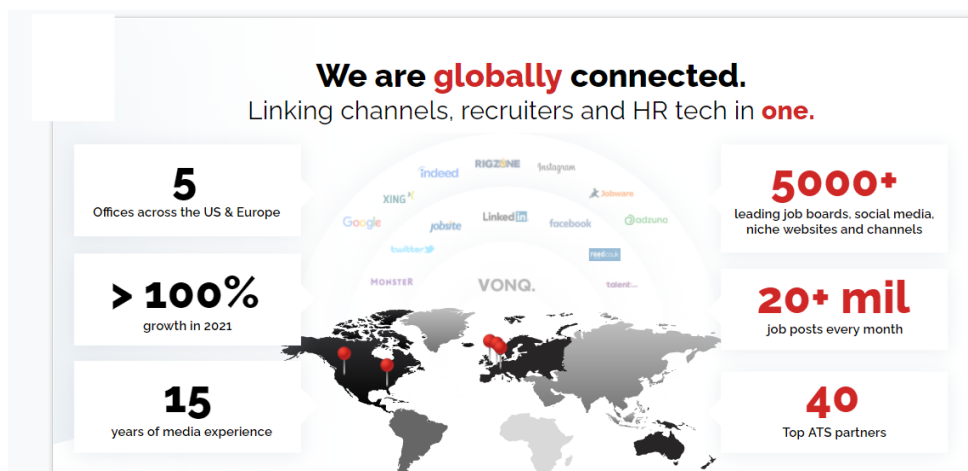 We are globally connected.
Linking channels, recruiters and HR tech in one.
5
Offices across the US & Europe
> 100%
growth in 2021
15
years of media experience
indeed
RIGZONE
Instagram
XING
Jobware
Google
jobsite
LinkedIn
facebook
adzuna
twitter
reed.co.uk
MONSTER
VONQ.
talent.com
5000+
leading job boards, social media,
niche websites and channels
20+ mil
job posts every month
40
Top ATS partners